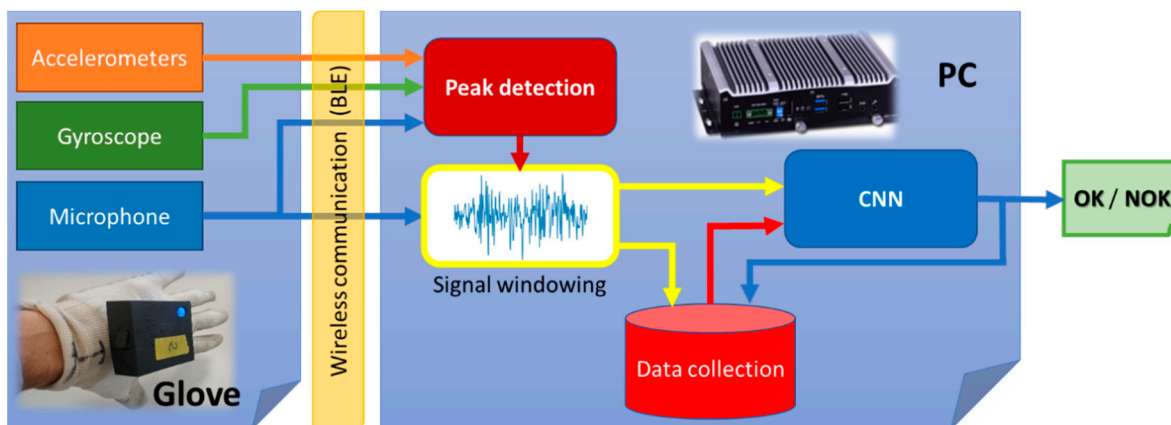 Accelerometers
Gyroscope
Microphone
Glove
Wireless communication (BLE)
Peak detection
Signal windowing
PC
CNN
Data collection
OK / NOK